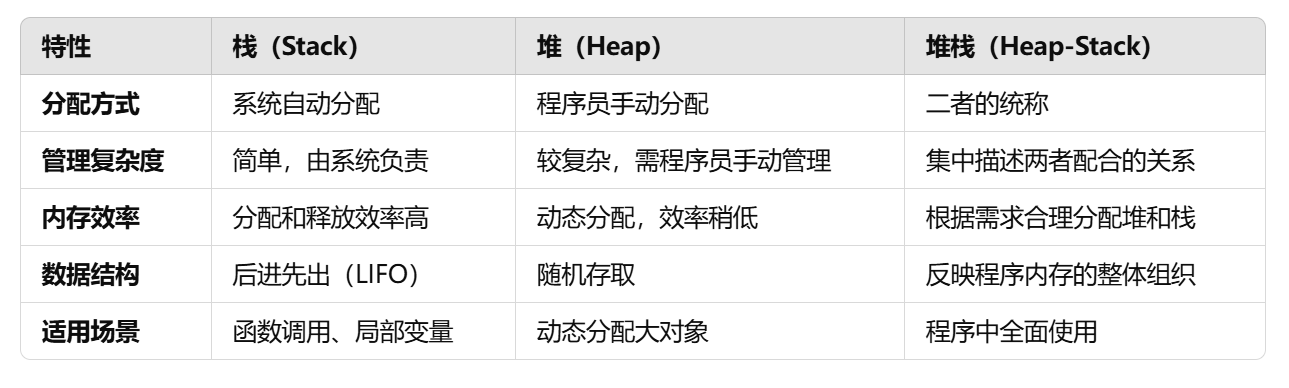 特性 栈（Stack） 堆（Heap） 堆栈（Heap-Stack）
分配方式 系统自动分配 程序员手动分配 二者的统称
管理复杂度 简单，由系统负责 较复杂，需程序员手动管理 集中描述两者配合的关系
内存效率 分配和释放效率高 动态分配，效率稍低 根据需求合理分配堆和栈
数据结构 后进先出（LIFO） 随机存取 反映程序内存的整体组织
适用场景 函数调用、局部变量 动态分配大对象 程序中全面使用